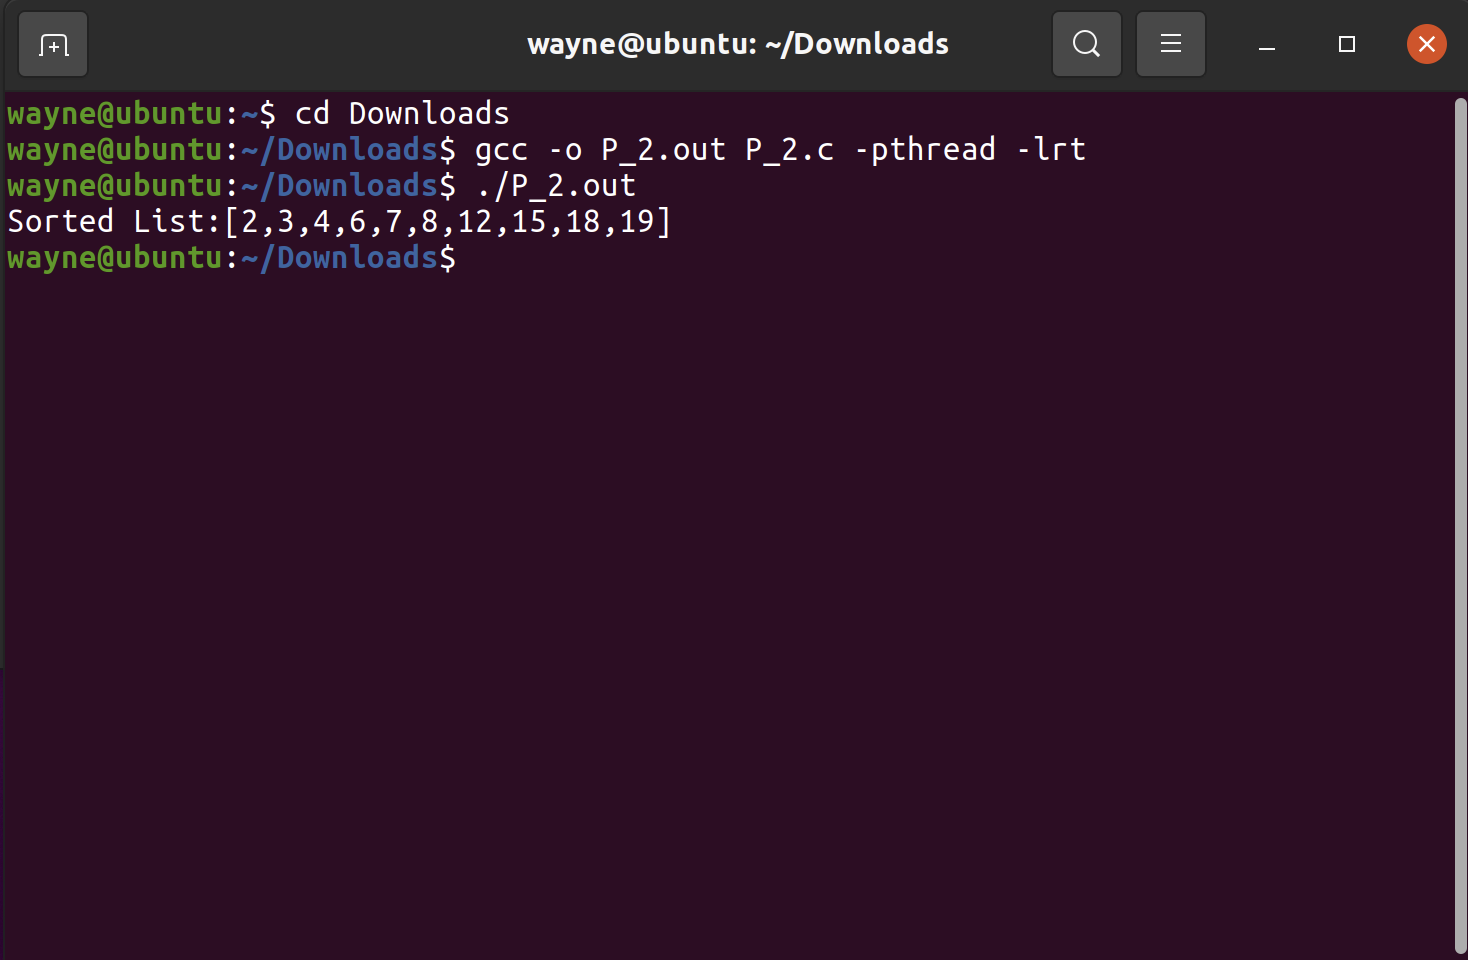 wayne@ubuntu: ~/Downloads
wayne@ubuntu:~$ cd Downloads
wayne@ubuntu:~/Downloads$ gcc -o P_2.out P_2.c -pthread -lrt
wayne@ubuntu:~/Downloads$ ./P_2.out
Sorted List:[2,3,4,6,7,8,12,15,18,19]
wayne@ubuntu:~/Downloads$